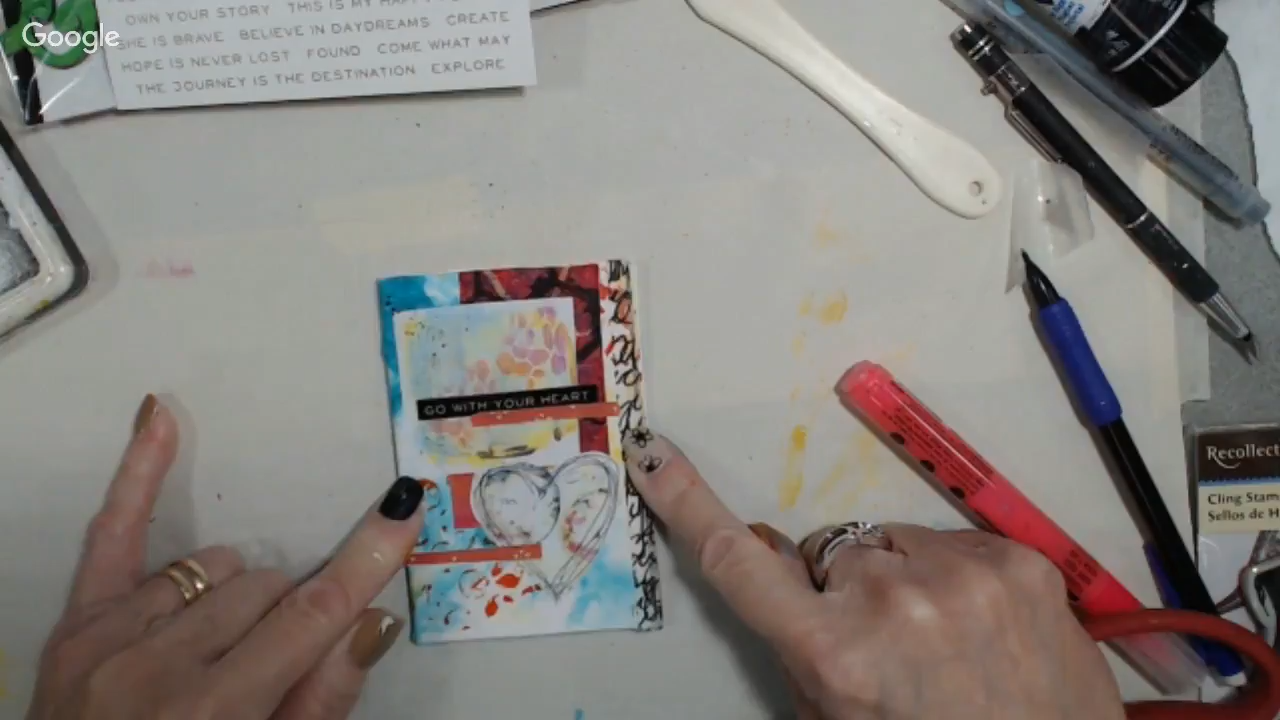 Google
OWN YOUR STORY THIS IS MY
SHE IS BRAVE BELIEVE IN DAYDREAMS CREATE
HOPE IS NEVER LOST FOUND COME WHAT MAY
THE JOURNEY IS THE DESTINATION EXPLORE
GO WITH YOUR HEART
Recollect
Cling Stam
Sellos de H